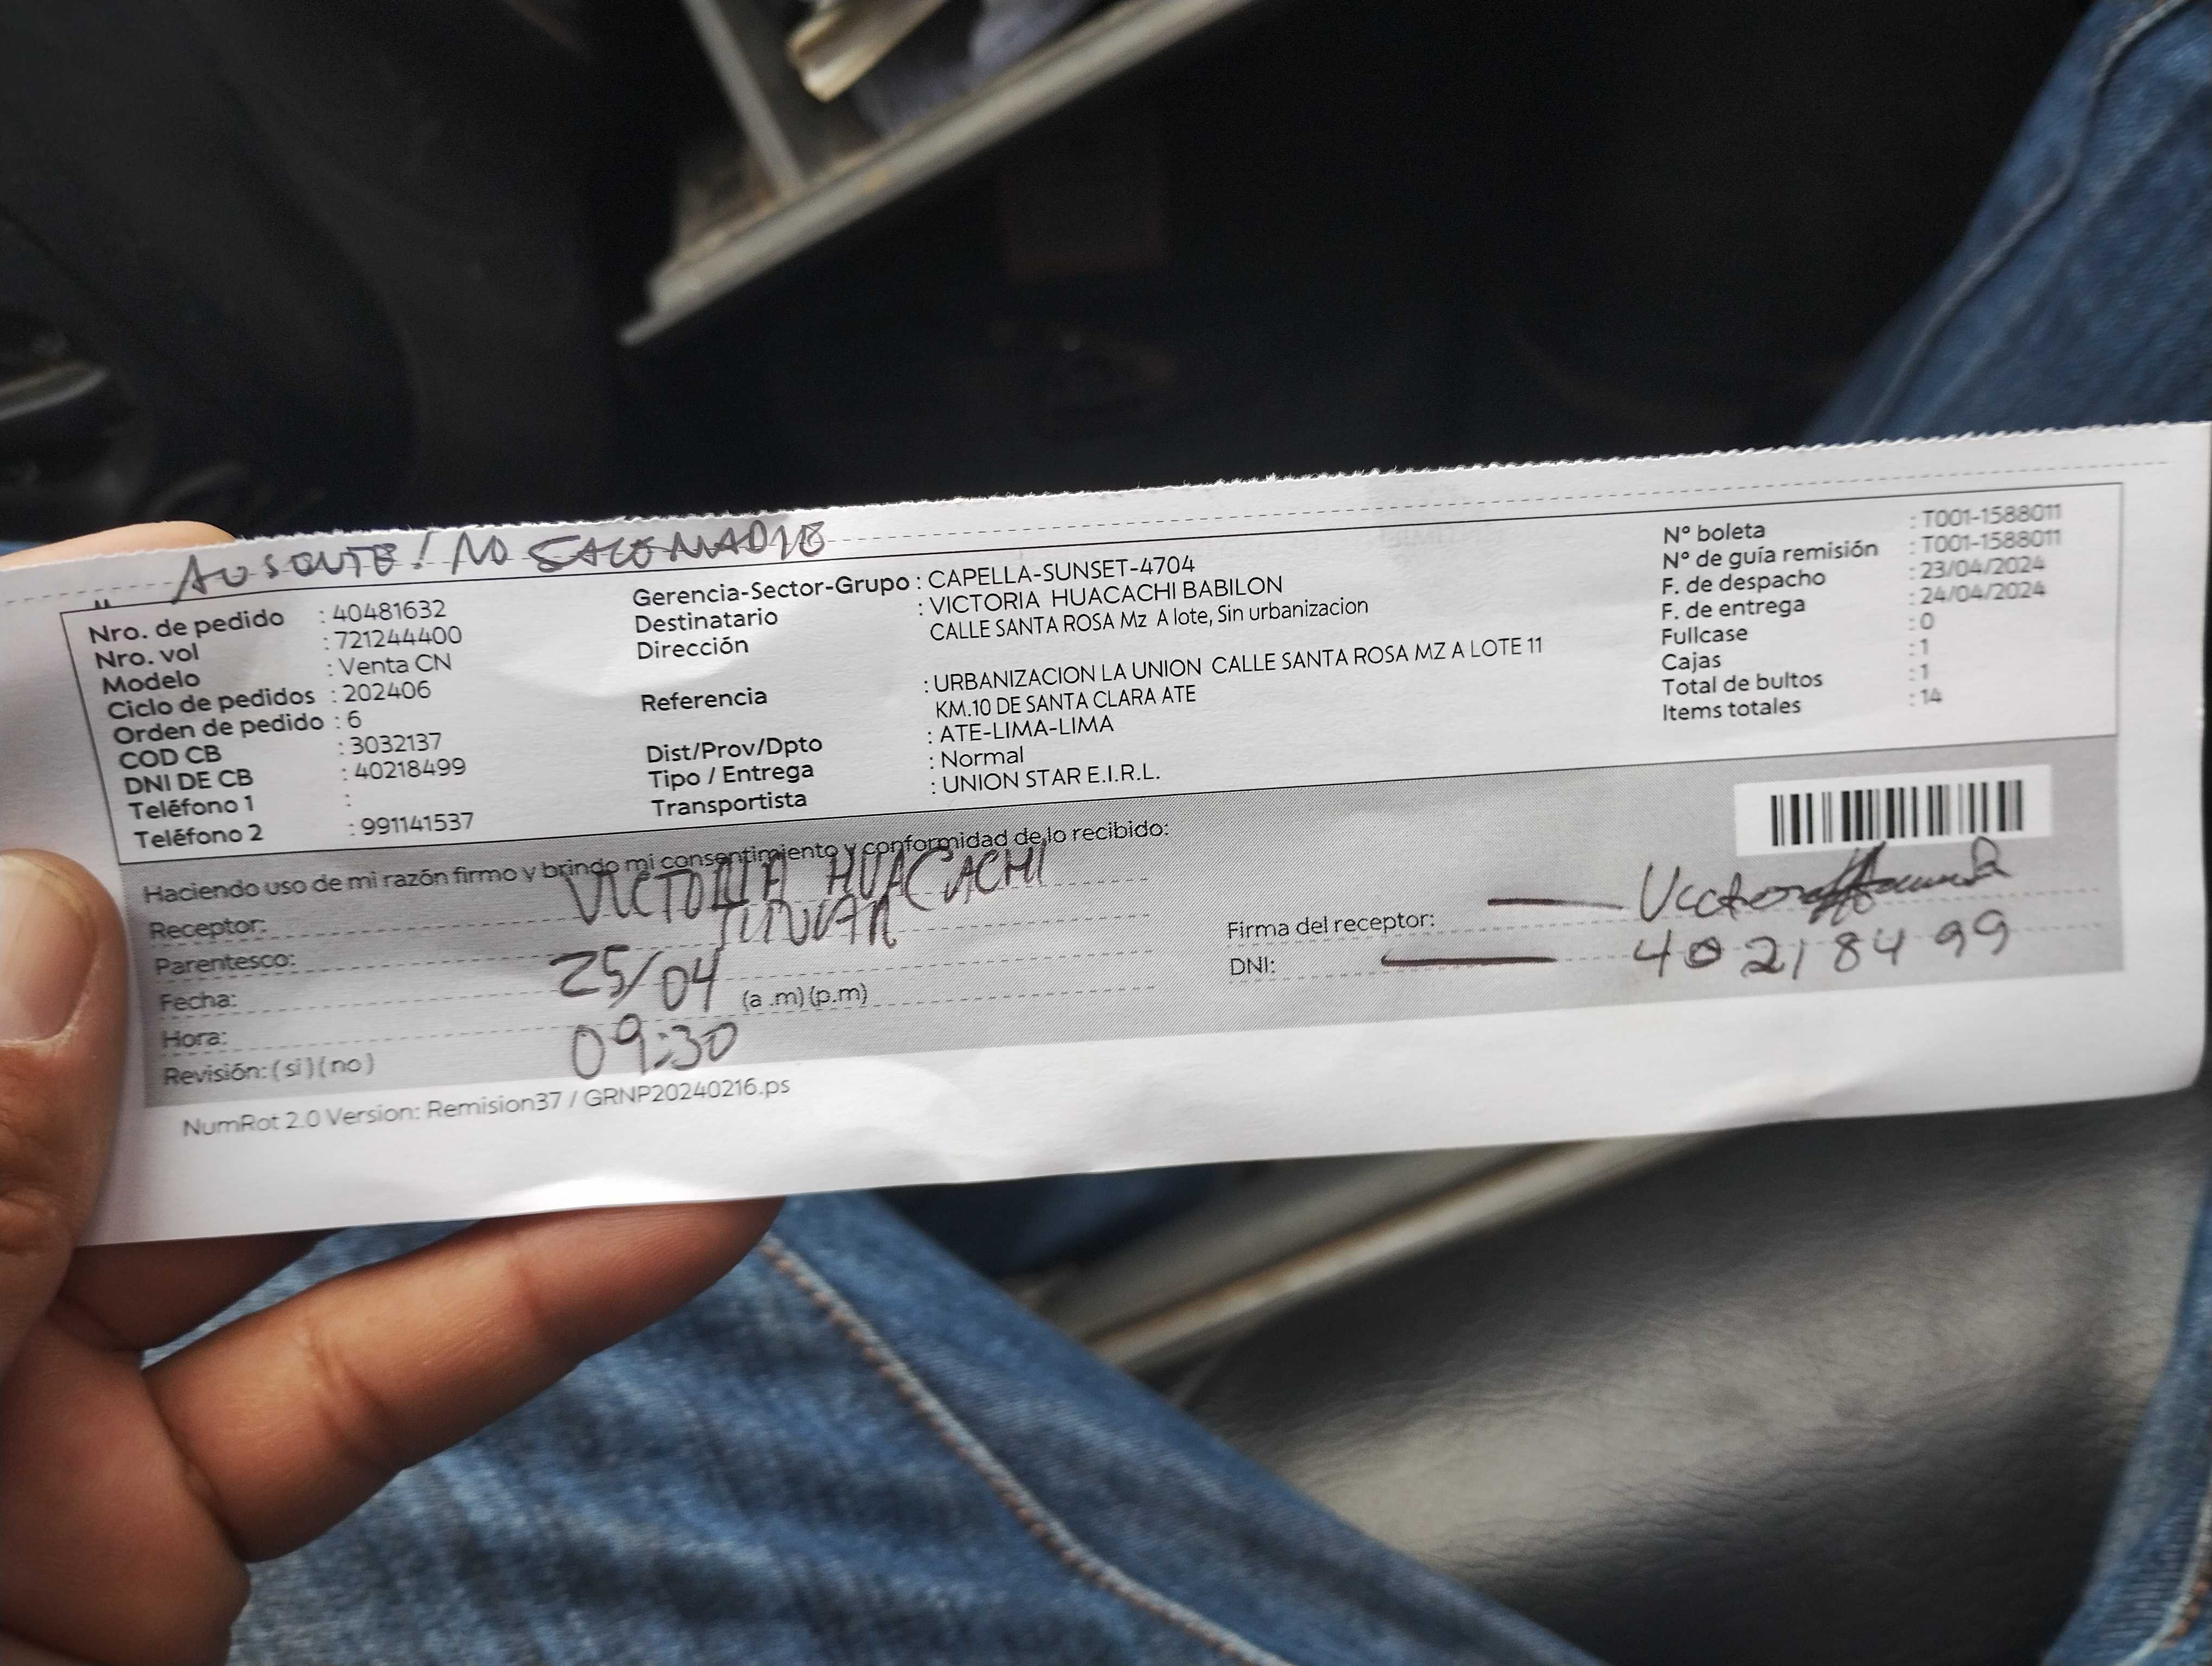 AUSENTE! NO SALE NADIE
Nro. de pedido : 40481632
Nro. vol : 721244400
Modelo : Venta CN
Ciclo de pedidos : 202406
Orden de pedido : 6
COD CB : 3032137
DNI DE CB : 40218499
Teléfono 1 :
Teléfono 2 : 991141537
Gerencia-Sector-Grupo : CAPELLA-SUNSET-4704
Destinatario : VICTORIA HUACACHI BABILON
Dirección CALLE SANTA ROSA Mz A lote, Sin urbanizacion
Referencia : URBANIZACION LA UNION CALLE SANTA ROSA MZ A LOTE 11
KM.10 DE SANTA CLARA ATE
Dist/Prov/Dpto : ATE-LIMA-LIMA
Tipo / Entrega : Normal
Transportista : UNION STAR E.I.R.L.
Nº boleta : T001-1588011
Nº de guía remisión : T001-1588011
F. de despacho : 23/04/2024
F. de entrega : 24/04/2024
Fullcase : 0
Cajas : 1
Total de bultos : 1
Items totales : 14
Haciendo uso de mi razón firmo y brindo mi consentimiento y conformidad de lo recibido:
Receptor: VICTORIA HUACACHI
Parentesco:
Fecha: 25/04
Hora: (a.m)(p.m) 09:30
Revisión: ( si ) ( no )
Firma del receptor:
DNI: 40218499
NumRot 2.0 Version: Remision37 / GRNP20240216.ps